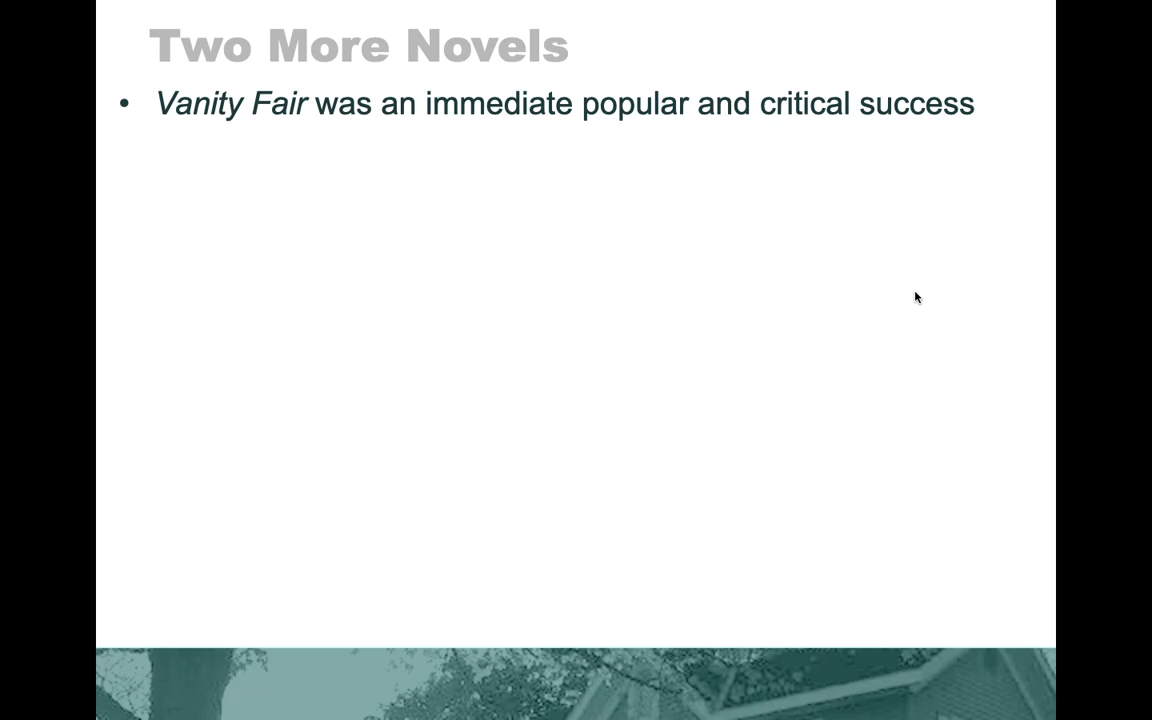 Two More Novels
• Vanity Fair was an immediate popular and critical success